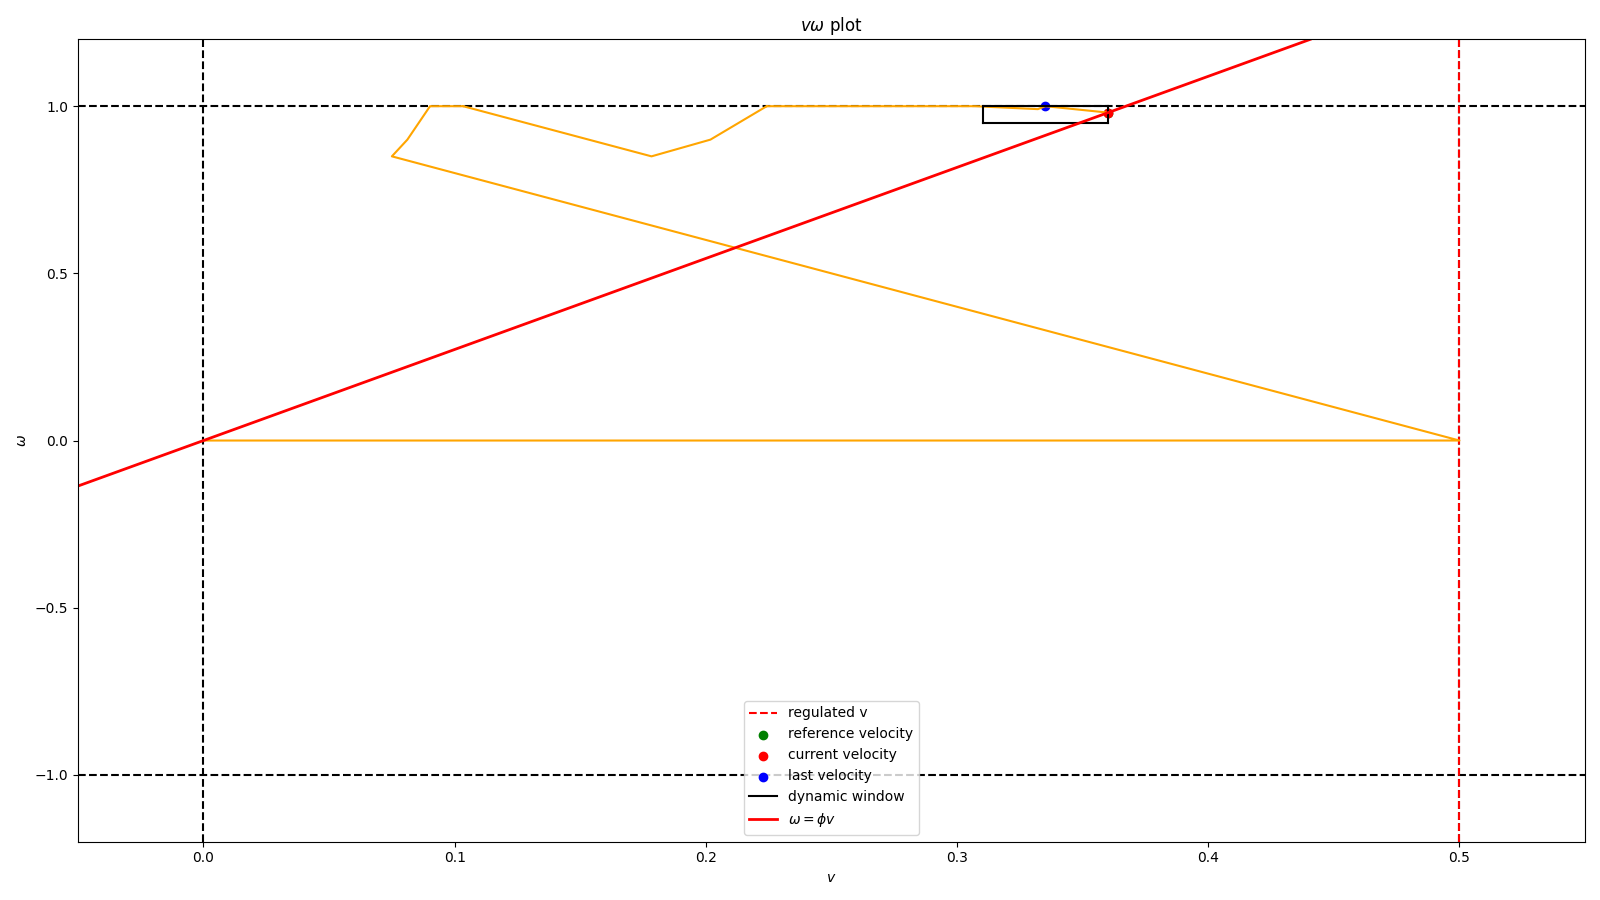 vω plot
1.0
0.5
0.0
−0.5
−1.0
ω
regulated v
reference velocity
current velocity
last velocity
dynamic window
ω = ϕv
0.0 0.1 0.2 0.3 0.4 0.5
v